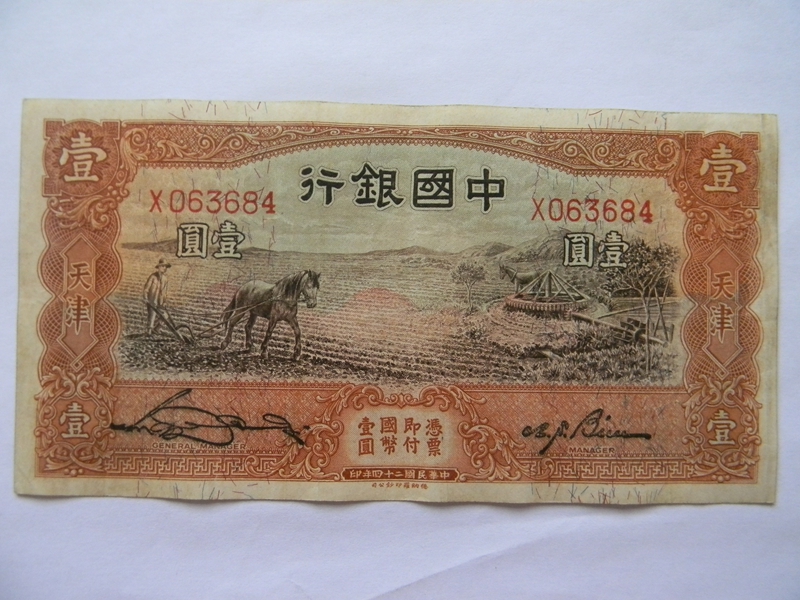 行銀國中
X063684
X063684
壹
壹
圓壹
圓壹
天津
天津
壹
壹
憑票
即付
國幣
壹圓
GENERAL MANAGER
MANAGER
印年四十二國民華中